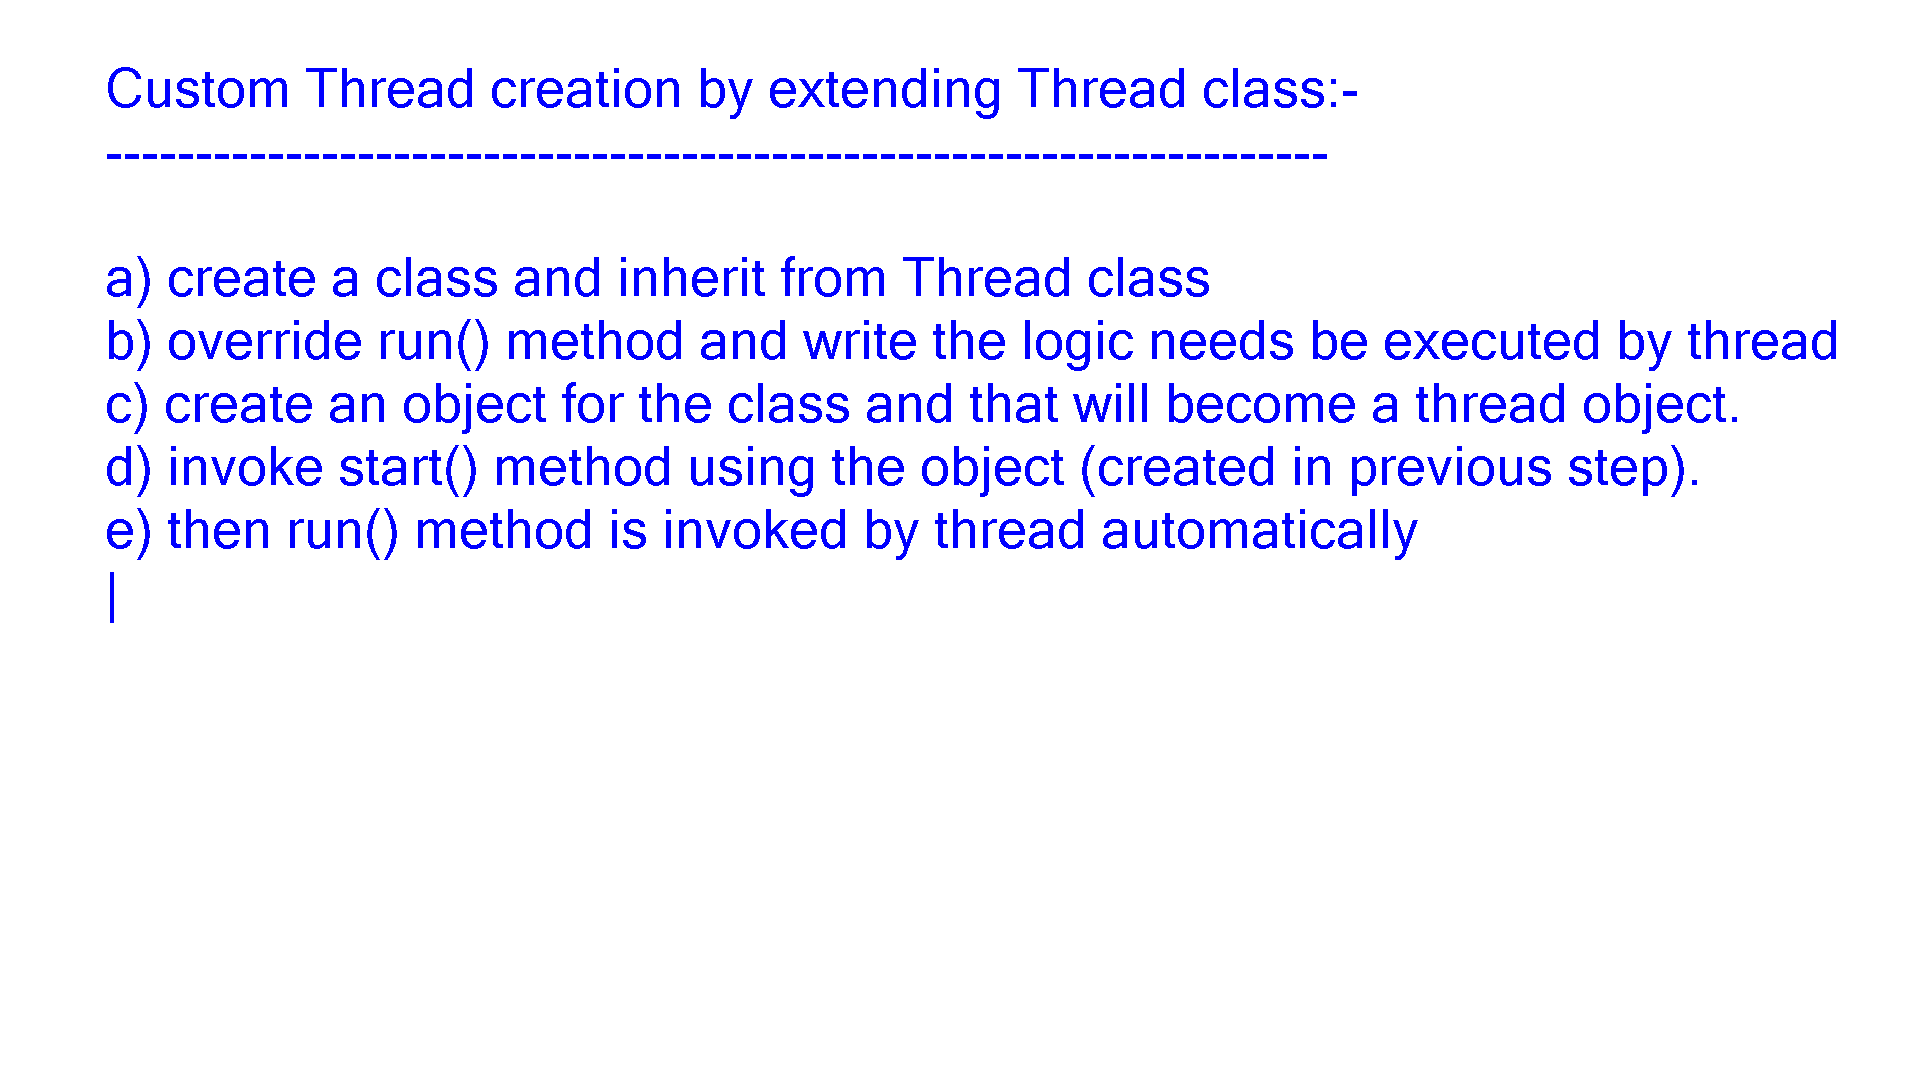 Custom Thread creation by extending Thread class:-
--------------------------------------------------------------------
a) create a class and inherit from Thread class
b) override run() method and write the logic needs be executed by thread
c) create an object for the class and that will become a thread object.
d) invoke start() method using the object (created in previous step).
e) then run() method is invoked by thread automatically